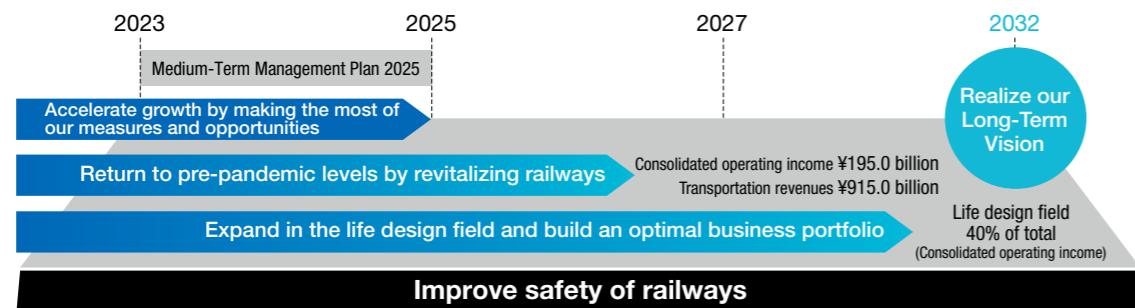 2023
2025
2027
2032
Medium-Term Management Plan 2025
Accelerate growth by making the most of
our measures and opportunities
Realize our
Long-Term
Vision
Return to pre-pandemic levels by revitalizing railways
Consolidated operating income ¥195.0 billion
Transportation revenues ¥915.0 billion
Expand in the life design field and build an optimal business portfolio
Life design field
40% of total
(Consolidated operating income)
Improve safety of railways